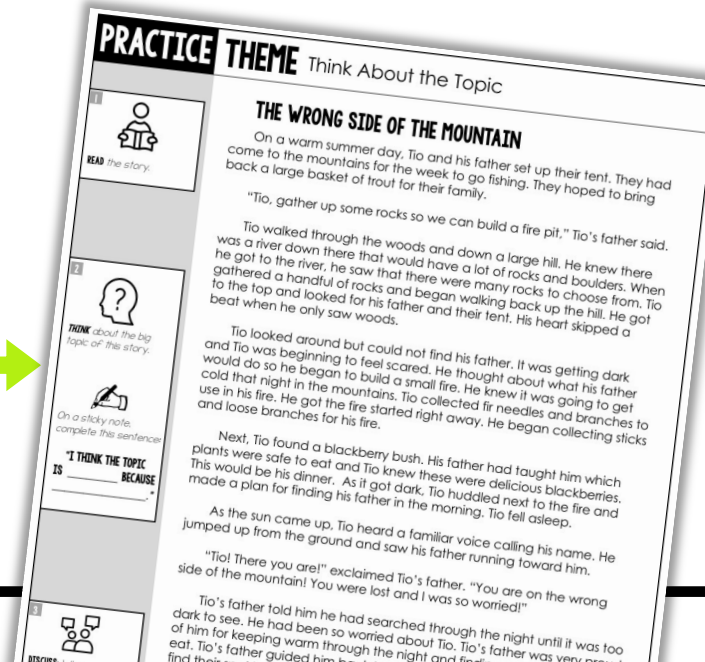 PRACTICE THEME Think About the Topic
1
READ the story.
2
THINK about the big
topic of this story.
On a sticky note,
complete this sentence:
"I THINK THE TOPIC
IS ________ BECAUSE
______________."
3
DISCUSS
THE WRONG SIDE OF THE MOUNTAIN
On a warm summer day, Tio and his father set up their tent. They had
come to the mountains for the week to go fishing. They hoped to bring
back a large basket of trout for their family.
"Tio, gather up some rocks so we can build a fire pit," Tio's father said.
Tio walked through the woods and down a large hill. He knew there
was a river down there that would have a lot of rocks and boulders. When
he got to the river, he saw that there were many rocks to choose from. Tio
gathered a handful of rocks and began walking back up the hill. He got
to the top and looked for his father and their tent. His heart skipped a
beat when he only saw woods.
Tio looked around but could not find his father. It was getting dark
and Tio was beginning to feel scared. He thought about what his father
would do so he began to build a small fire. He knew it was going to get
cold that night in the mountains. Tio collected fir needles and branches to
use in his fire. He got the fire started right away. He began collecting sticks
and loose branches for his fire.
Next, Tio found a blackberry bush. His father had taught him which
plants were safe to eat and Tio knew these were delicious blackberries.
This would be his dinner. As it got dark, Tio huddled next to the fire and
made a plan for finding his father in the morning. Tio fell asleep.
As the sun came up, Tio heard a familiar voice calling his name. He
jumped up from the ground and saw his father running toward him.
"Tio! There you are!" exclaimed Tio's father. "You are on the wrong
side of the mountain! You were lost and I was so worried!"
Tio's father told him he had searched through the night until it was too
dark to see. He had been so worried about Tio. Tio's father was very
of him for keeping warm through the night and
eat. Tio's father guided him
find their